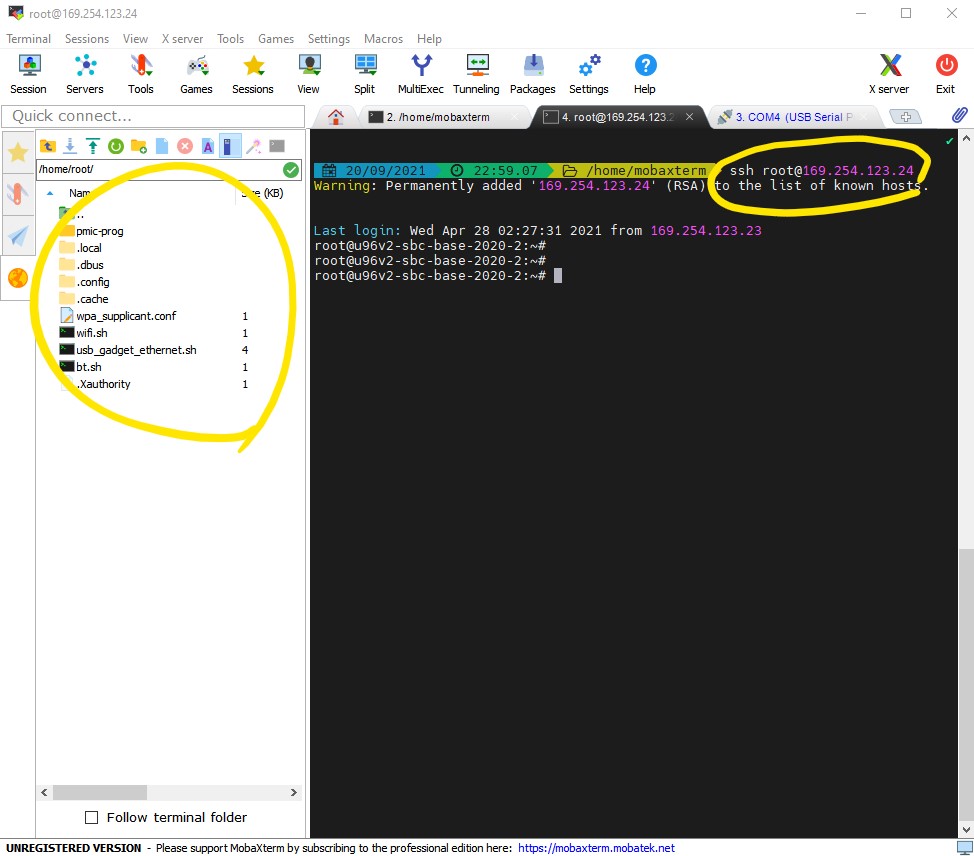 root@169.254.123.24
Terminal Sessions View X server Tools Games Settings Macros Help
Session Servers Tools Games Sessions View Split MultiExec Tunneling Packages Settings Help X server Exit
Quick connect...
2. /home/mobaxterm
4. root@169.254.123.2
3. COM4 (USB Serial P
/home/root/
Size (KB)
..
pmic-prog
.local
.dbus
.config
.cache
wpa_supplicant.conf 1
wifi.sh 1
usb_gadget_ethernet.sh 4
bt.sh 1
.Xauthority 1
Follow terminal folder
20/09/2021 22:59.07 /home/mobaxterm ssh root@169.254.123.24
Warning: Permanently added '169.254.123.24' (RSA) to the list of known hosts.
Last login: Wed Apr 28 02:27:31 2021 from 169.254.123.23
root@u96v2-sbc-base-2020-2:~#
root@u96v2-sbc-base-2020-2:~#
root@u96v2-sbc-base-2020-2:~#
UNREGISTERED VERSION - Please support MobaXterm by subscribing to the professional edition here: https://mobaxterm.mobatek.net